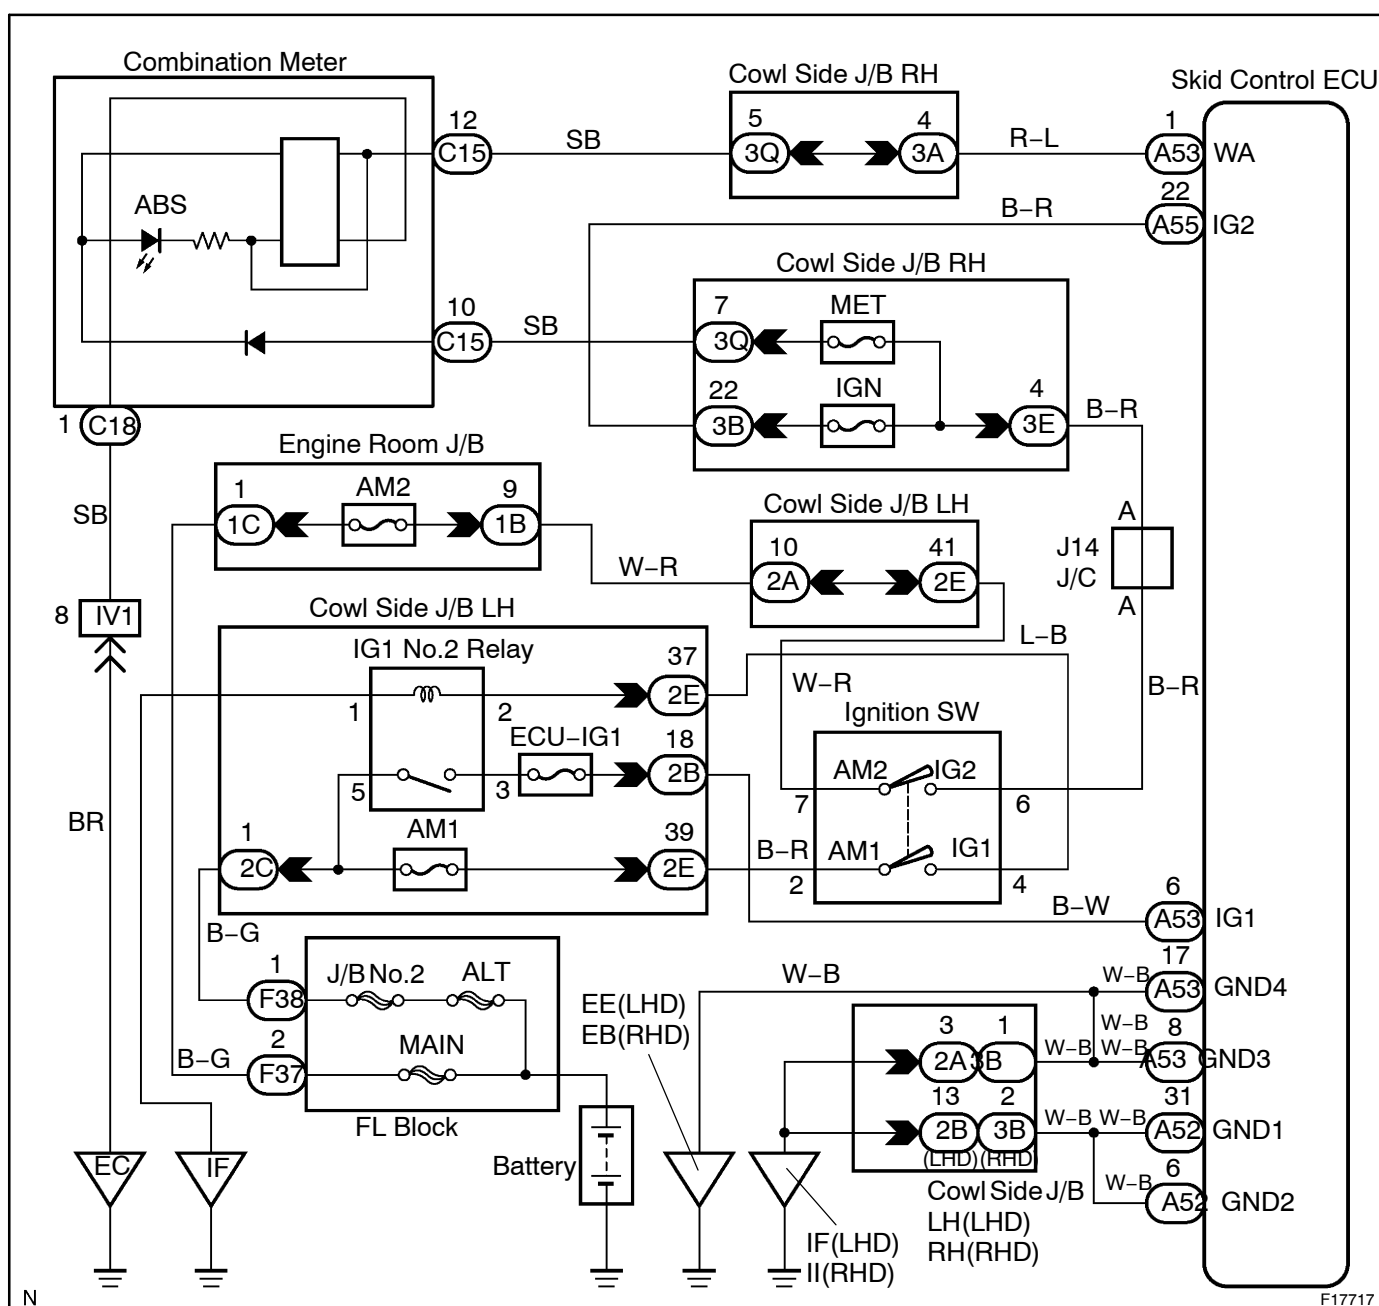 Combination Meter
Cowl Side J/B RH
Skid Control ECU
12
5
4
1
C15
SB
3Q
3A
R-L
A53
WA
22
ABS
B-R
A55
IG2
Cowl Side J/B RH
10
7
MET
C15
SB
3Q
22
IGN
4
1
C18
3B
3E
B-R
Engine Room J/B
1
AM2
9
Cowl Side J/B LH
A
SB
1C
1B
10
41
J14
J/C
W-R
2A
2E
A
8
IV1
Cowl Side J/B LH
L-B
IG1 No.2 Relay
37
W-R
B-R
1
2
2E
Ignition SW
ECU-IG1
18
AM2
IG2
5
3
2B
7
6
BR
1
AM1
39
B-R
AM1
IG1
2C
2E
2
4
6
B-W
A53
IG1
B-G
17
1
J/B No.2
ALT
W-B
W-B
A53
GND4
F38
EE(LHD)
EB(RHD)
3
1
W-B
8
2
MAIN
2A
3B
W-B
W-B
A53
GND3
B-G
F37
13
2
31
FL Block
2B
3B
W-B
W-B
A52
GND1
(LHD)
(RHD)
6
EC
IF
Battery
W-B
A52
GND2
Cowl Side J/B
LH(LHD)
RH(RHD)
IF(LHD)
II(RHD)
N
F17717